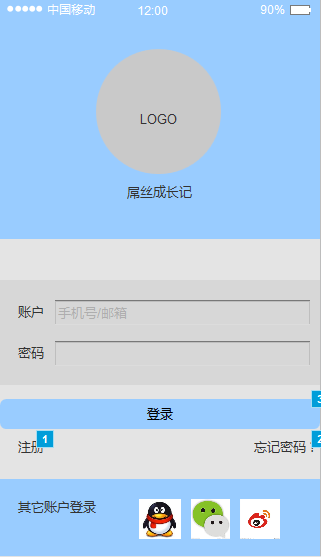 中国移动 12:00 90%
LOGO
屌丝成长记
账户 手机号/邮箱
密码
3
登录
注册 1 忘记密码？ 2
其它账户登录